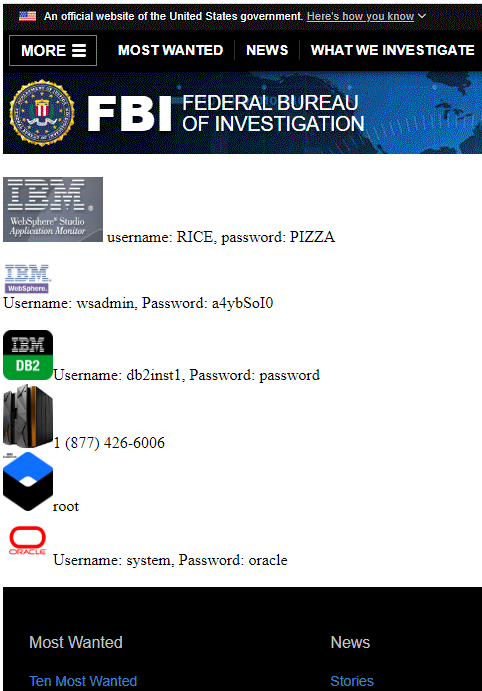 An official website of the United States government. Here's how you know
MORE MOST WANTED NEWS WHAT WE INVESTIGATE
FBI FEDERAL BUREAU
OF INVESTIGATION
IBM®
WebSphere® Studio
Application Monitor
username: RICE, password: PIZZA
IBM
WebSphere.
Username: wsadmin, Password: a4ybSoI0
IBM
DB2
Username: db2inst1, Password: password
1 (877) 426-6006
root
ORACLE
Username: system, Password: oracle
Most Wanted News
Ten Most Wanted Stories